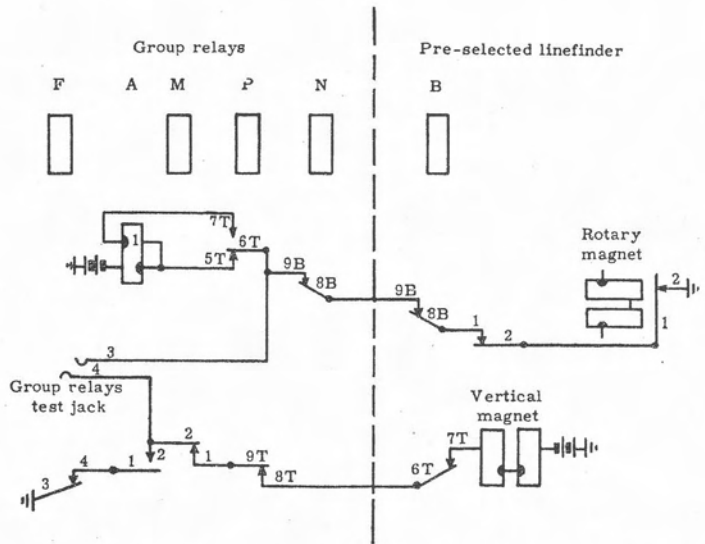 Group relays
Pre-selected linefinder
F A M P N B
7T
1 6T
5T
9B
8B
9B
8B
1
2
Rotary
magnet
2
1
3
4
Group relays
test jack
2
1
2
4
3
1
9T
8T
7T
6T
Vertical
magnet